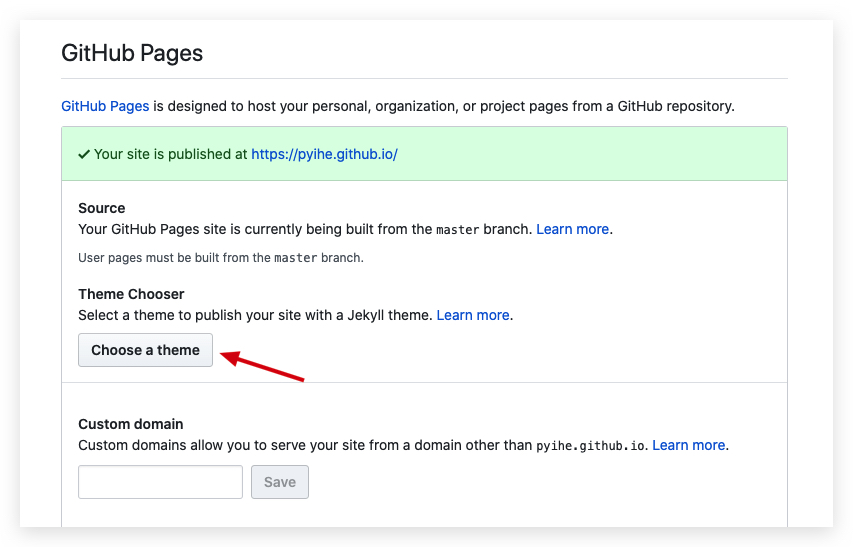 GitHub Pages
GitHub Pages is designed to host your personal, organization, or project pages from a GitHub repository.
Your site is published at https://pyihe.github.io/
Source
Your GitHub Pages site is currently being built from the master branch. Learn more.
User pages must be built from the master branch.
Theme Chooser
Select a theme to publish your site with a Jekyll theme. Learn more.
Choose a theme
Custom domain
Custom domains allow you to serve your site from a domain other than pyihe.github.io. Learn more.
Save